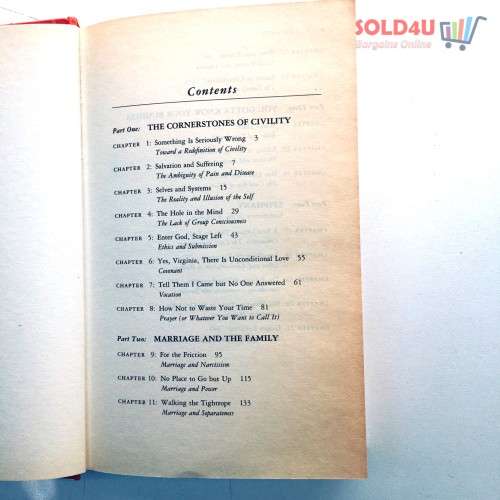 SOLD4U
Bargains Online
Contents
Part One: THE CORNERSTONES OF CIVILITY
CHAPTER 1: Something Is Seriously Wrong 3
Toward a Redefinition of Civility
CHAPTER 2: Salvation and Suffering 7
The Ambiguity of Pain and Disease
CHAPTER 3: Selves and Systems 15
The Reality and Illusion of the Self
CHAPTER 4: The Hole in the Mind 29
The Lack of Group Consciousness
CHAPTER 5: Enter God, Stage Left 43
Ethics and Submission
CHAPTER 6: Yes, Virginia, There Is Unconditional Love 55
Covenant
CHAPTER 7: Tell Them I Came but No One Answered 61
Vocation
CHAPTER 8: How Not to Waste Your Time 81
Prayer (or Whatever You Want to Call It)
Part Two: MARRIAGE AND THE FAMILY
CHAPTER 9: For the Friction 95
Marriage and Narcissism
CHAPTER 10: No Place to Go but Up 115
Marriage and Power
CHAPTER 11: Walking the Tightrope 133
Marriage and Separateness